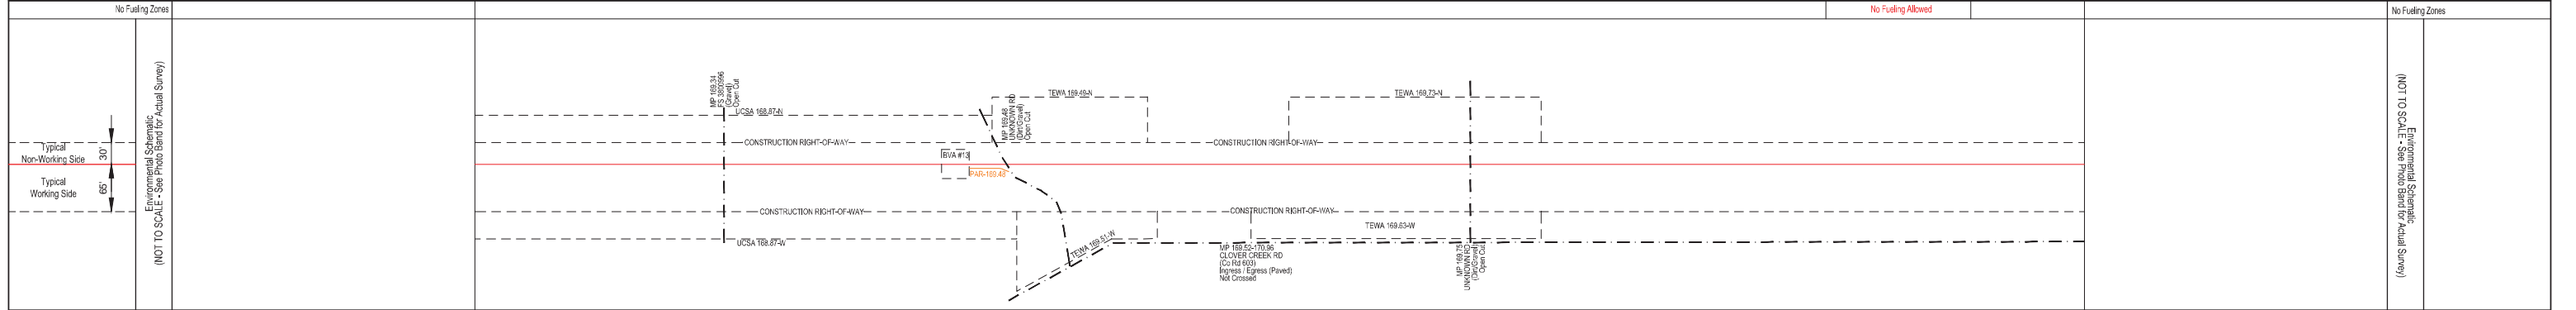 No Fueling Zones
No Fueling Allowed
No Fueling Zones
Typical
Non-Working Side
30'
Typical
Working Side
65'
Environmental Schematic
(NOT TO SCALE - See Photo Band for Actual Survey)
MP 169.34
FS 3800996
(Gravel)
Open Cut
UCSA 168.87-N
CONSTRUCTION RIGHT-OF-WAY
BVA #13
PAR-169.48
MP 169.48
UNKNOWN RD
(Dirt/Gravel)
Open Cut
TEWA 169.49-N
CONSTRUCTION RIGHT-OF-WAY
TEWA 169.73-N
CONSTRUCTION RIGHT-OF-WAY
UCSA 168.87-W
TEWA 169.51-W
CONSTRUCTION RIGHT-OF-WAY
TEWA 169.63-W
MP 169.52-170.96
CLOVER CREEK RD
(Co Rd 603)
Ingress / Egress (Paved)
Not Crossed
MP 169.75
UNKNOWN RD
(Dirt/Gravel)
Open Cut
Environmental Schematic
(NOT TO SCALE - See Photo Band for Actual Survey)